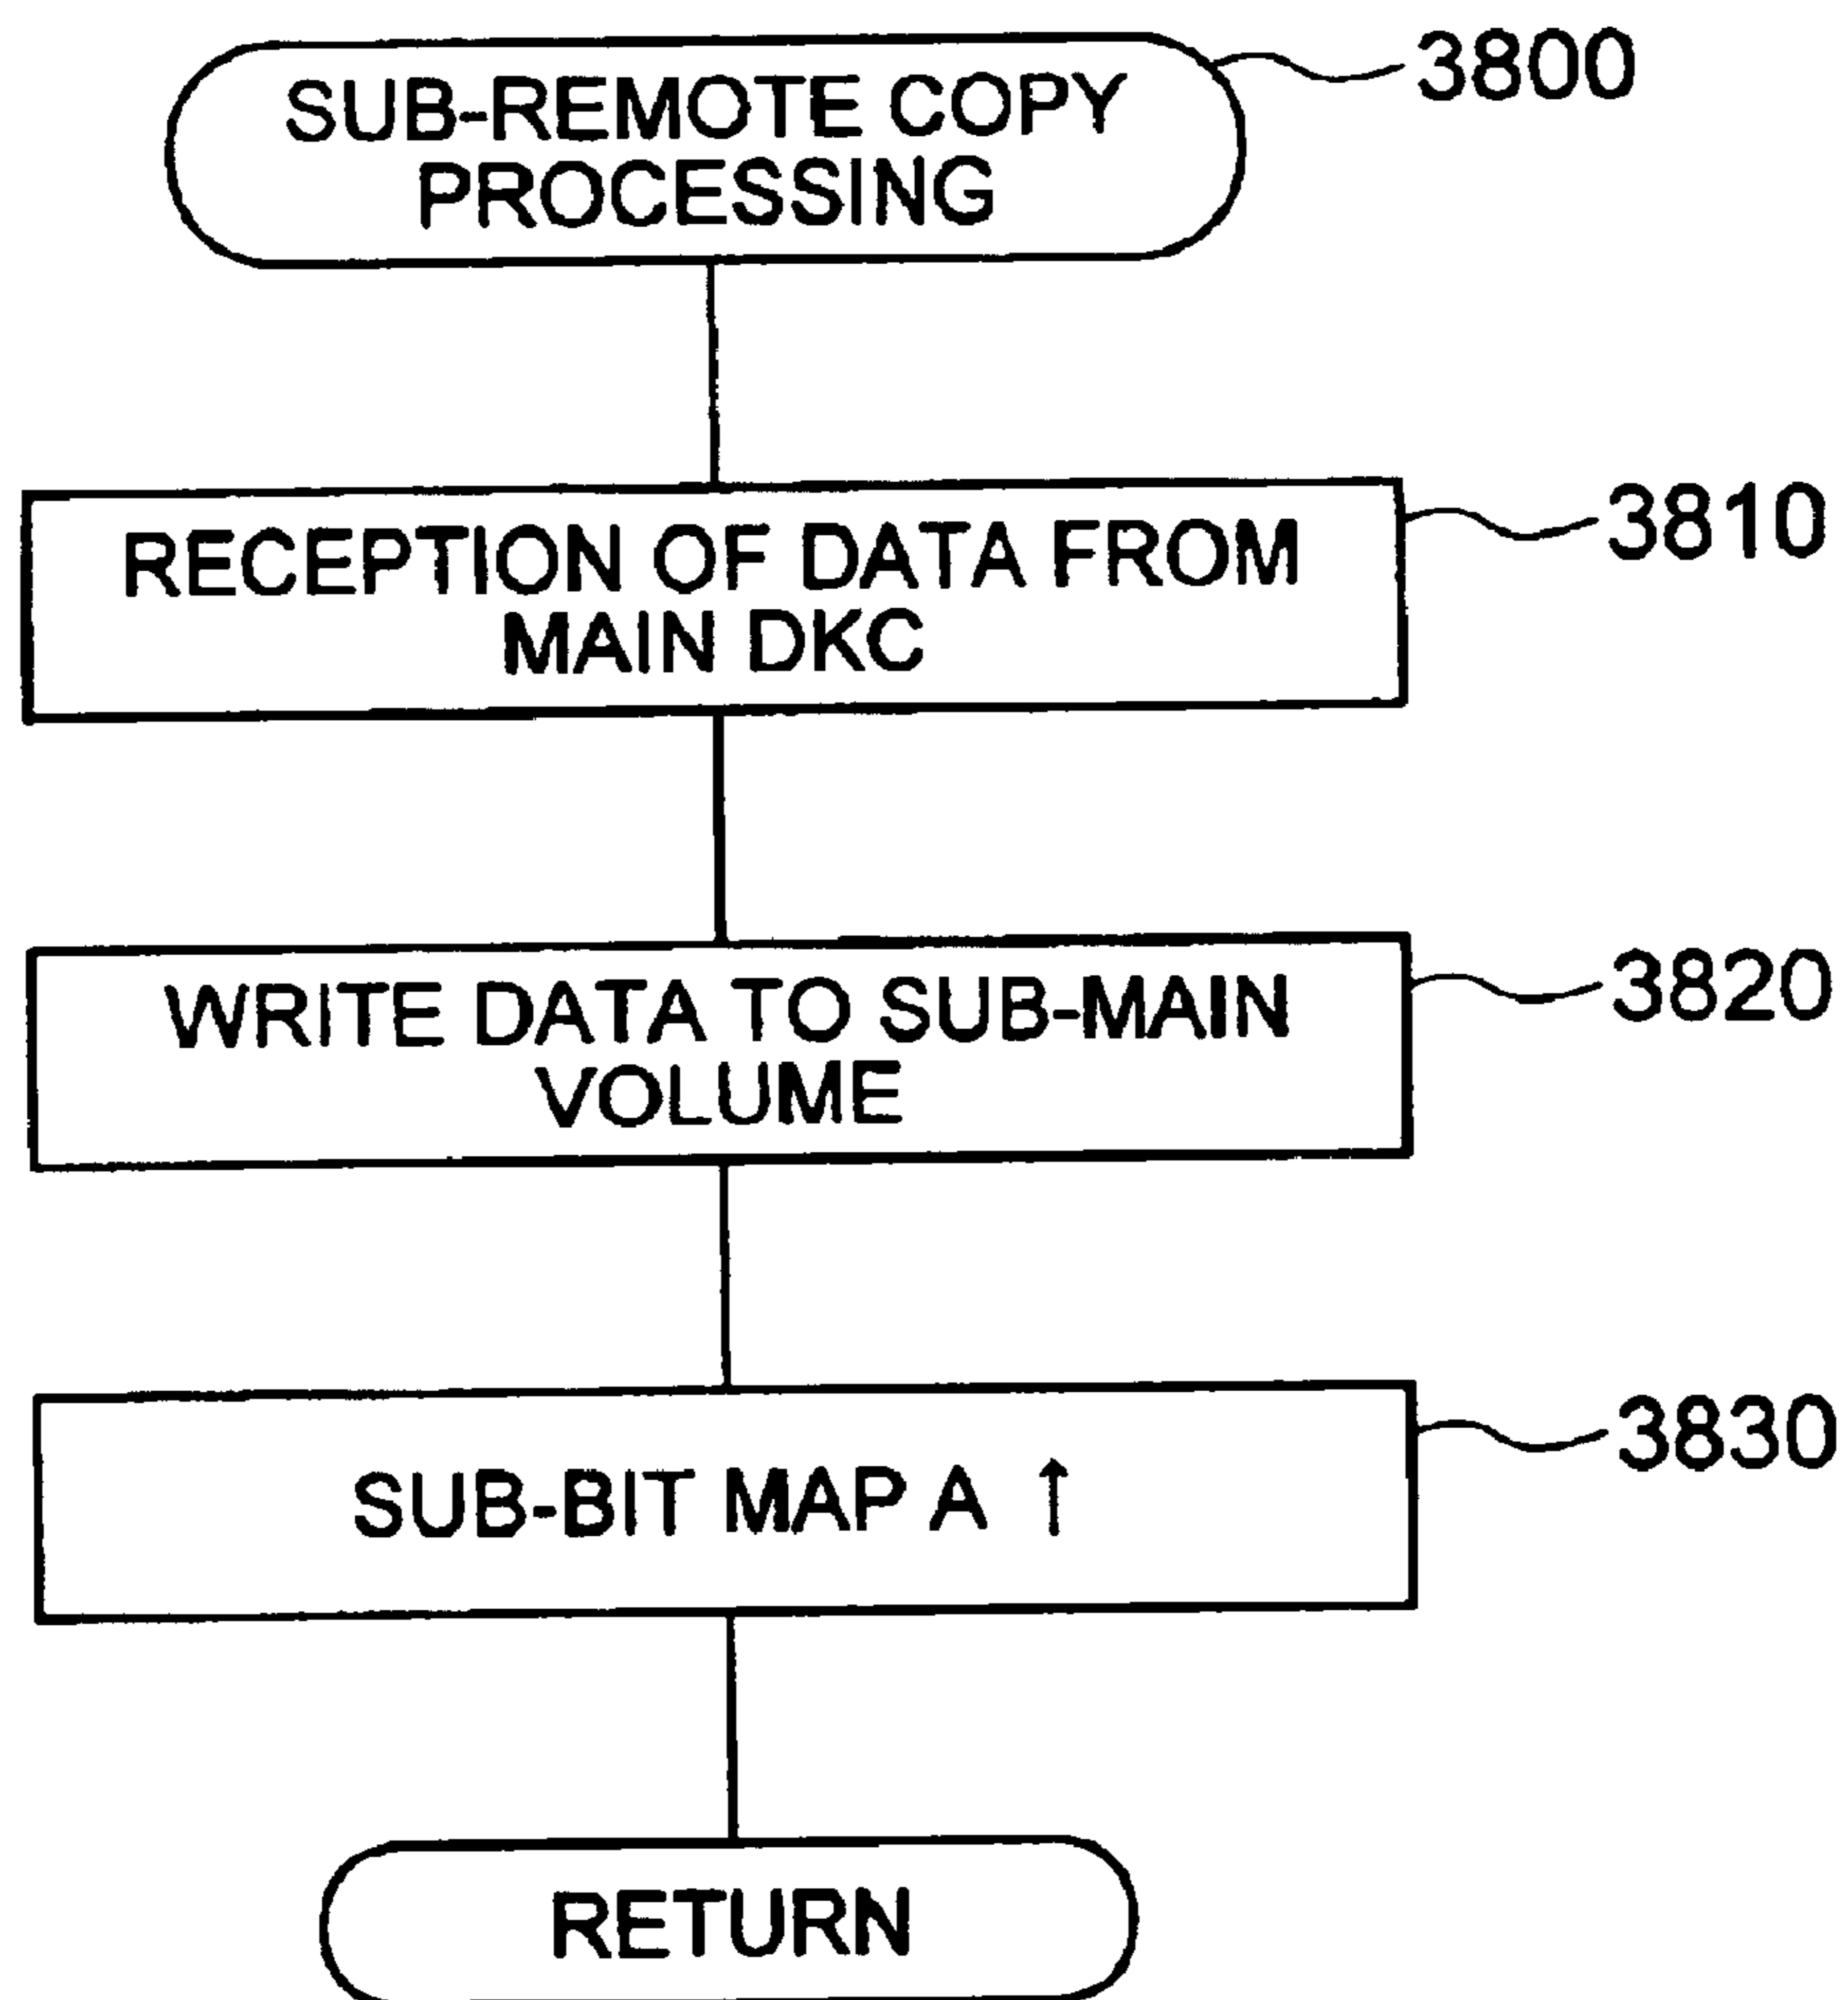 SUB-REMOTE COPY
PROCESSING
3800
RECEPTION OF DATA FROM
MAIN DKC
3810
WRITE DATA TO SUB-MAIN
VOLUME
3820
SUB-BIT MAP A ↑
3830
RETURN